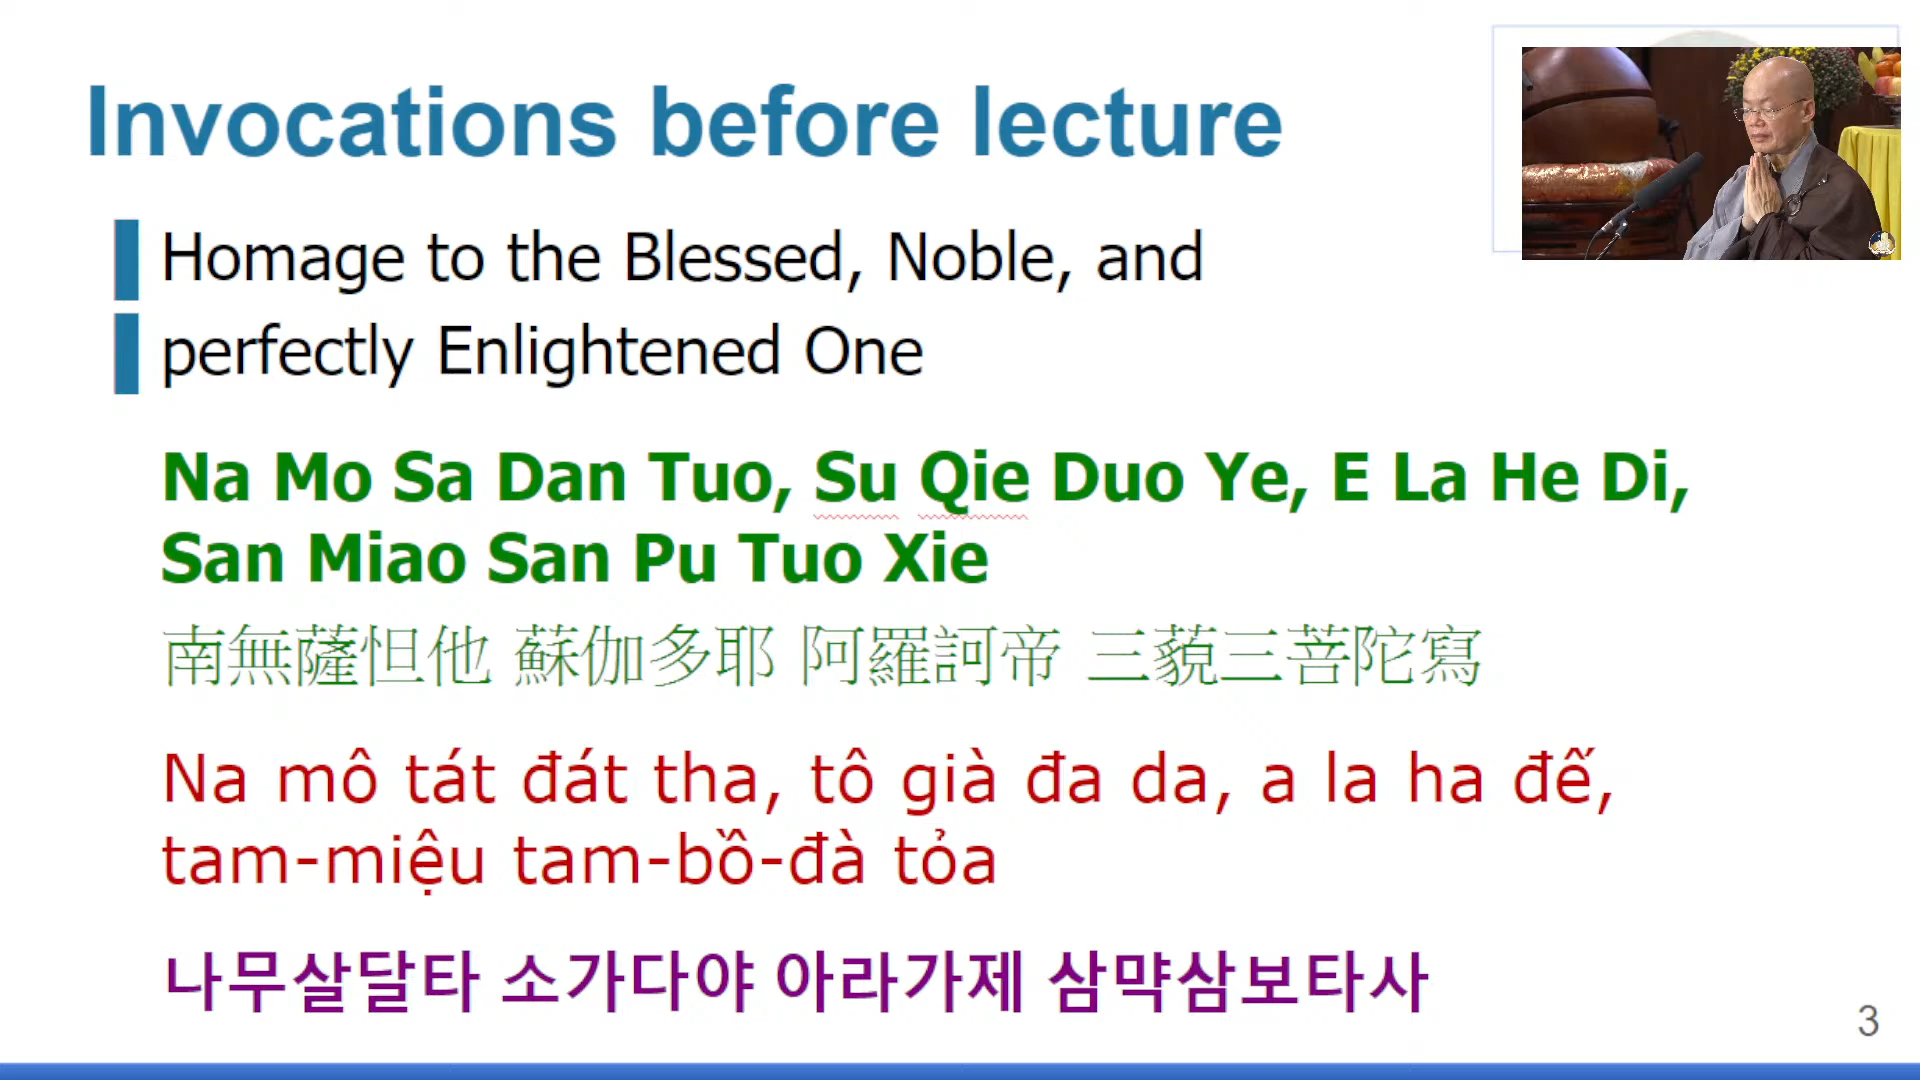 Invocations before lecture
Homage to the Blessed, Noble, and
perfectly Enlightened One
Na Mo Sa Dan Tuo, Su Qie Duo Ye, E La He Di,
San Miao San Pu Tuo Xie
南無薩怛他 蘇伽多耶 阿羅訶帝 三藐三菩陀寫
Na mô tát đát tha, tô già đa da, a la ha đế,
tam-miệu tam-bồ-đà tỏa
나무살달타 소가다야 아라가제 삼먁삼보타사
3